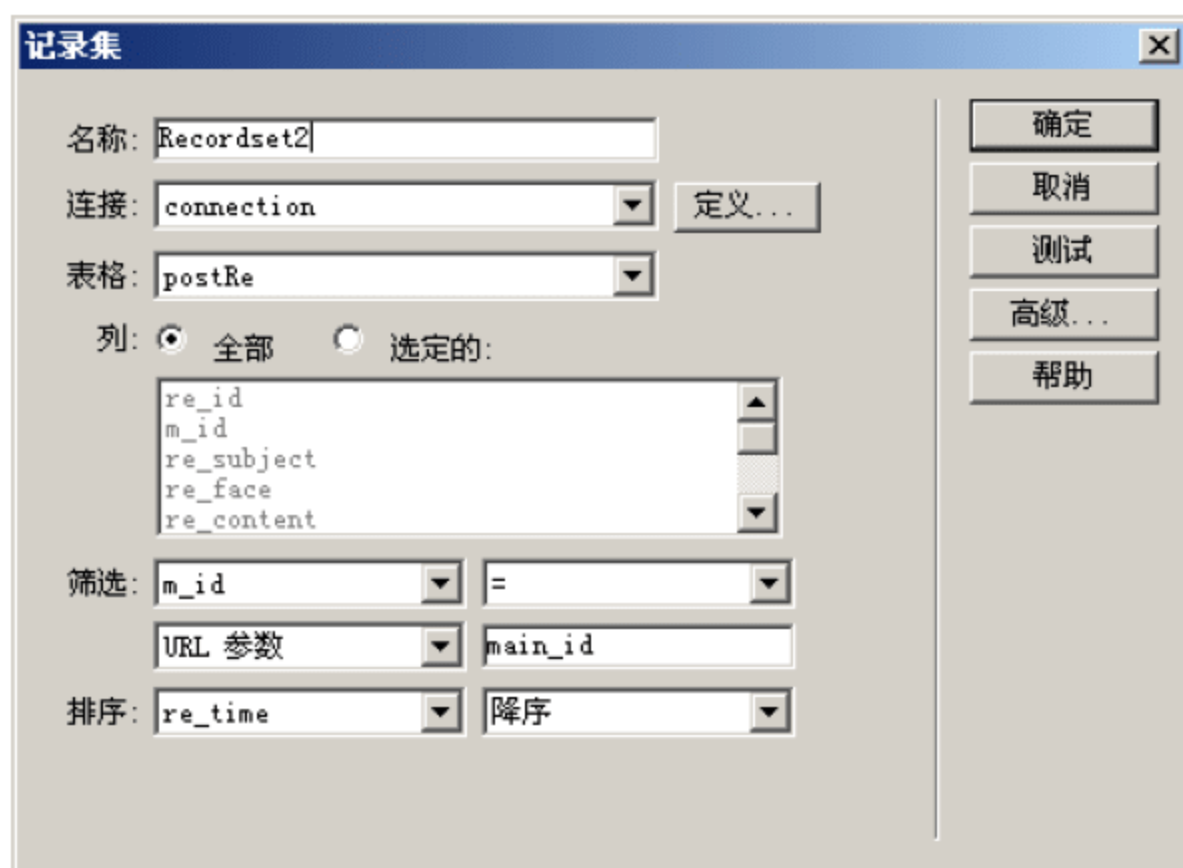 记录集
名称: Recordset2
确定
取消
连接: connection 定义...
测试
表格: postRe
高级...
列: 全部 选定的:
帮助
re_id
m_id
re_subject
re_face
re_content
筛选: m_id =
URL 参数 main_id
排序: re_time 降序